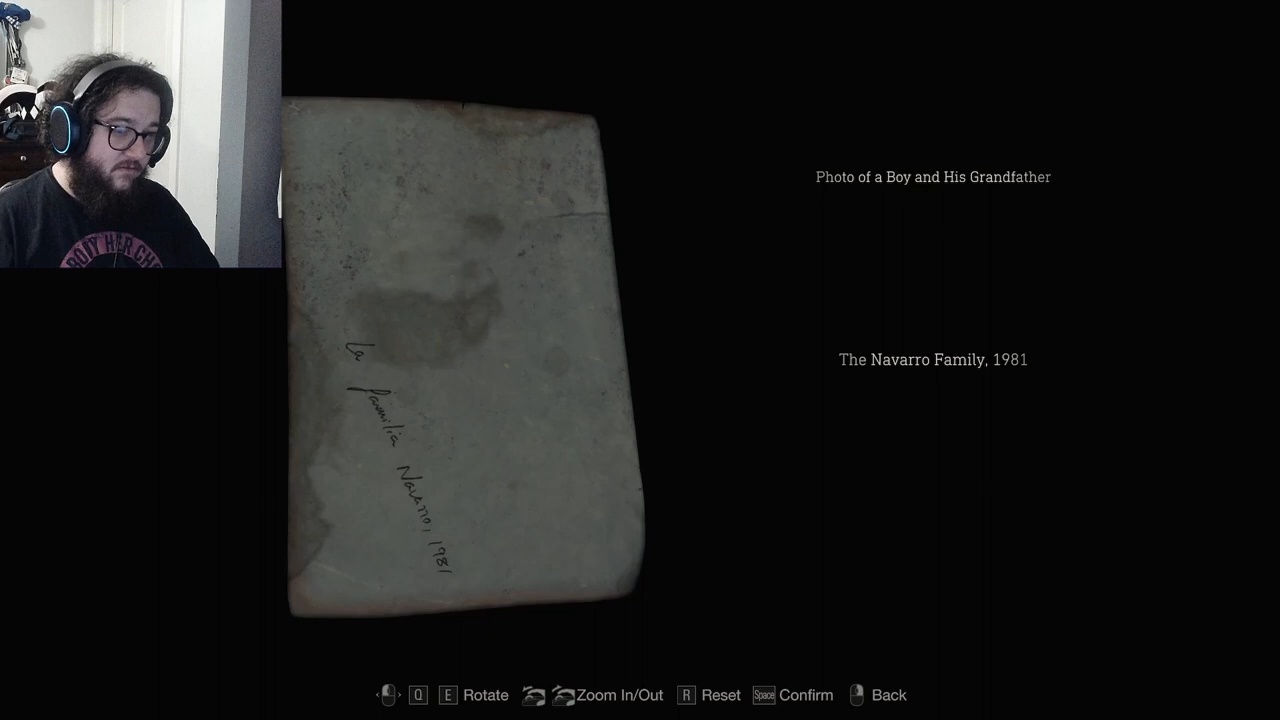 Photo of a Boy and His Grandfather
The Navarro Family, 1981
La familia Navarro, 1981
Q E Rotate Zoom In/Out R Reset Space Confirm Back